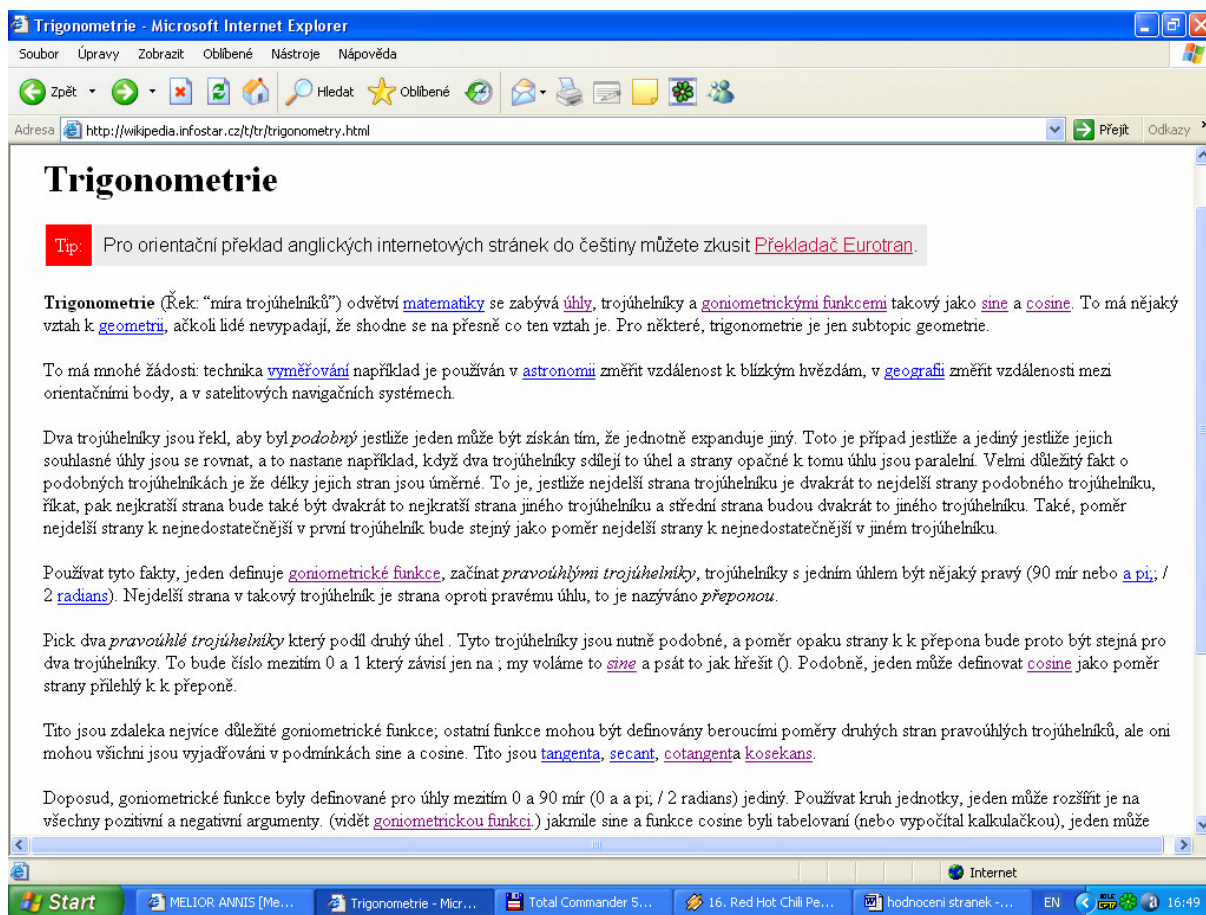 Trigonometrie - Microsoft Internet Explorer
Soubor Úpravy Zobrazit Oblíbené Nástroje Nápověda
Zpět Hledat Oblíbené
Adresa http://wikipedia.infostar.cz/t/tr/trigonometry.html Přejít Odkazy
Trigonometrie
Tip: Pro orientační překlad anglických internetových stránek do češtiny můžete zkusit Překladač Eurotran.
Trigonometrie (Řek: “míra trojúhelníků”) odvětví matematiky se zabývá úhly, trojúhelníky a goniometrickými funkcemi takový jako sine a cosine. To má nějaký
vztah k geometrii, ačkoli lidé nevypadají, že shodne se na přesně co ten vztah je. Pro některé, trigonometrie je jen subtopic geometrie.
To má mnohé žádosti: technika vyměřování například je používán v astronomii změřit vzdálenost k blízkým hvězdám, v geografii změřit vzdálenosti mezi
orientačními body, a v satelitových navigačních systémech.
Dva trojúhelníky jsou řekl, aby byl podobný jestliže jeden může být získán tím, že jednotně expanduje jiný. Toto je případ jestliže a jediný jestliže jejich
souhlasné úhly jsou se rovnat, a to nastane například, když dva trojúhelníky sdílejí to úhel a strany opačné k tomu úhlu jsou paralelní. Velmi důležitý fakt o
podobných trojúhelníkách je že délky jejich stran jsou úměrné. To je, jestliže nejdelší strana trojúhelníku je dvakrát to nejdelší strany podobného trojúhelníku,
říkat, pak nejkratší strana bude také být dvakrát to nejkratší strana jiného trojúhelníku a střední strana budou dvakrát to jiného trojúhelníku. Také, poměr
nejdelší strany k nejnedostatečnější v první trojúhelník bude stejný jako poměr nejdelší strany k nejnedostatečnější v jiném trojúhelníku.
Používat tyto fakty, jeden definuje goniometrické funkce, začínat pravoúhlými trojúhelníky, trojúhelníky s jedním úhlem být nějaký pravý (90 mír nebo a pi;; /
2 radians). Nejdelší strana v takový trojúhelník je strana oproti pravému úhlu, to je nazýváno přeponou.
Pick dva pravoúhlé trojúhelníky který podíl druhý úhel . Tyto trojúhelníky jsou nutně podobné, a poměr opaku strany k k přepona bude proto být stejná pro
dva trojúhelníky. To bude číslo mezitím 0 a 1 který závisí jen na ; my voláme to sine a psát to jak hřešit (). Podobně, jeden může definovat cosine jako poměr
strany přilehlý k k přeponě.
Tito jsou zdaleka nejvíce důležité goniometrické funkce; ostatní funkce mohou být definovány beroucími poměry druhých stran pravoúhlých trojúhelníků, ale oni
mohou všichni jsou vyjadřováni v podmínkách sine a cosine. Tito jsou tangenta, secant, cotangenta kosekans.
Doposud, goniometrické funkce byly definované pro úhly mezitím 0 a 90 mír (0 a a pi; / 2 radians) jediný. Používat kruh jednotky, jeden může rozšířit je na
všechny pozitivní a negativní argumenty. (vidět goniometrickou funkci.) jakmile sine a funkce cosine byli tabelovaní (nebo vypočítal kalkulačkou), jeden může
Internet
Start MELIOR ANNIS [Me... Trigonometrie - Micr... Total Commander 5.... 16. Red Hot Chili Pe... hodnoceni stranek -... EN 16:49